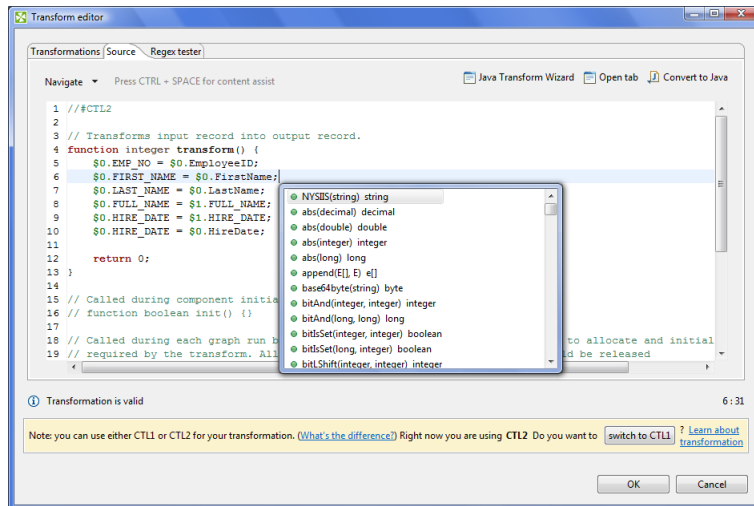 Transform editor
Transformations Source Regex tester
Navigate Press CTRL + SPACE for content assist Java Transform Wizard Open tab Convert to Java
1 //#CTL2
2
3 // Transforms input record into output record.
4 function integer transform() {
5 $0.EMP_NO = $0.EmployeeID;
6 $0.FIRST_NAME = $0.FirstName;
7 $0.LAST_NAME = $0.LastName;
8 $0.FULL_NAME = $1.FULL_NAME;
9 $0.HIRE_DATE = $1.HIRE_DATE;
10 $0.HIRE_DATE = $0.HireDate;
11
12 return 0;
13 }
14
15 // Called during component initia
16 // function boolean init() {}
17
18 // Called during each graph run b to allocate and initial
19 // required by the transform. All ld be released
NYSIIS(string) string
abs(decimal) decimal
abs(double) double
abs(integer) integer
abs(long) long
append(E[], E) e[]
base64byte(string) byte
bitAnd(integer, integer) integer
bitAnd(long, long) long
bitIsSet(integer, integer) boolean
bitIsSet(long, integer) boolean
bitLShift(integer, integer) integer
Transformation is valid 6 : 31
Note: you can use either CTL1 or CTL2 for your transformation. (What's the difference?) Right now you are using CTL2 Do you want to switch to CTL1 ? Learn about
transformation
OK Cancel